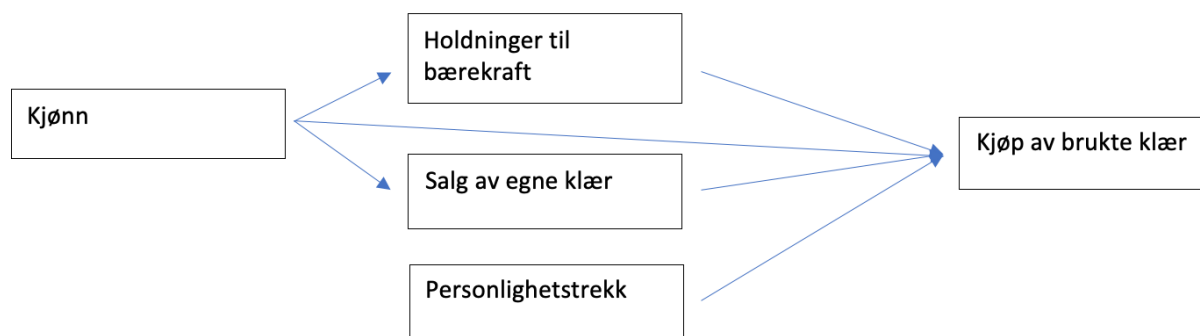 Kjønn
Holdninger til
bærekraft
Salg av egne klær
Personlighetstrekk
Kjøp av brukte klær